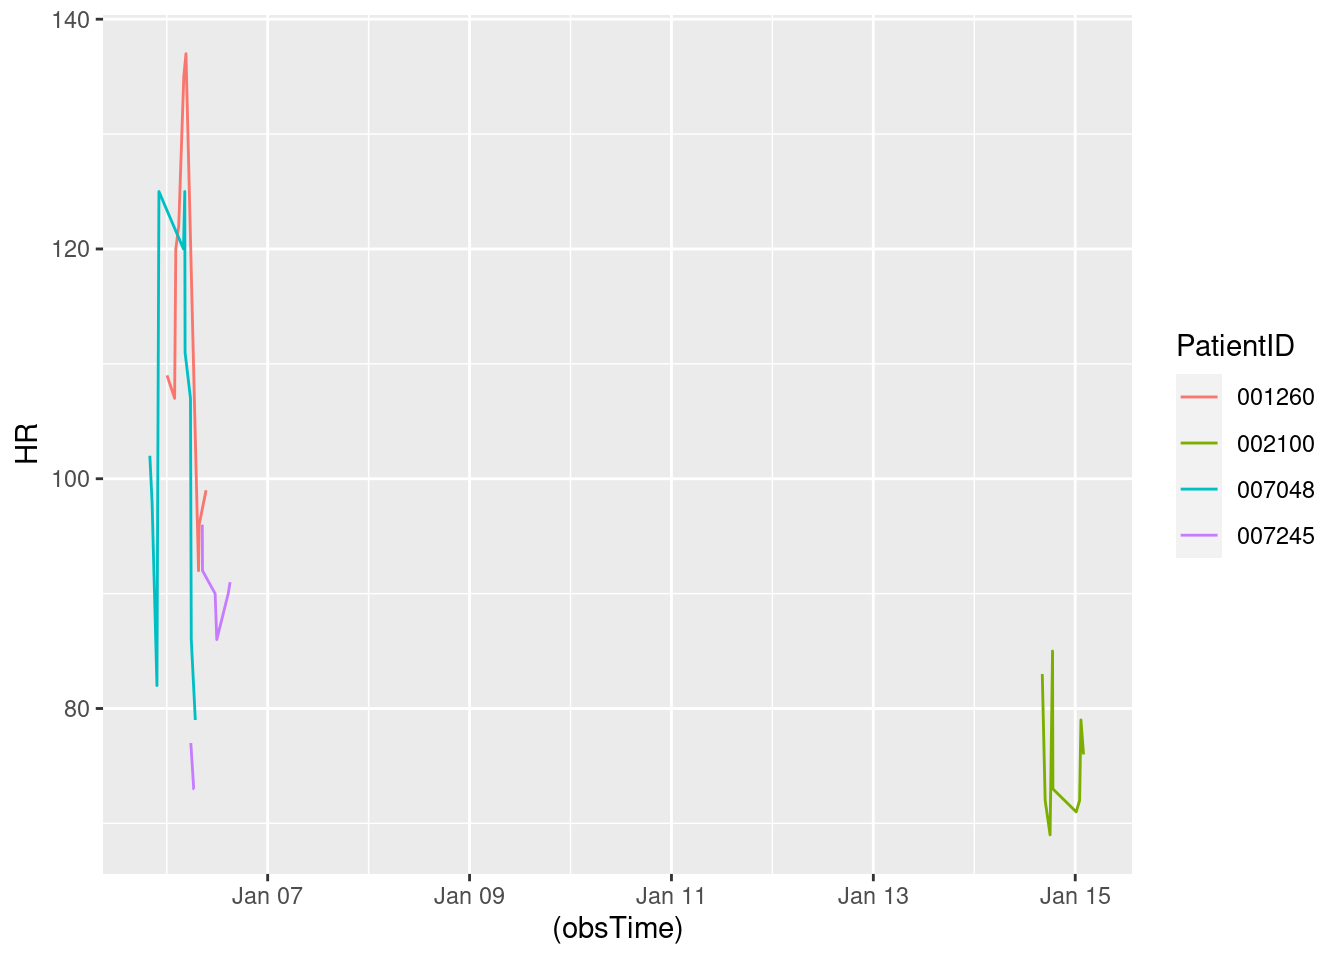 140
120
100
80
HR
Jan 07
Jan 09
Jan 11
Jan 13
Jan 15
(obsTime)
PatientID
001260
002100
007048
007245